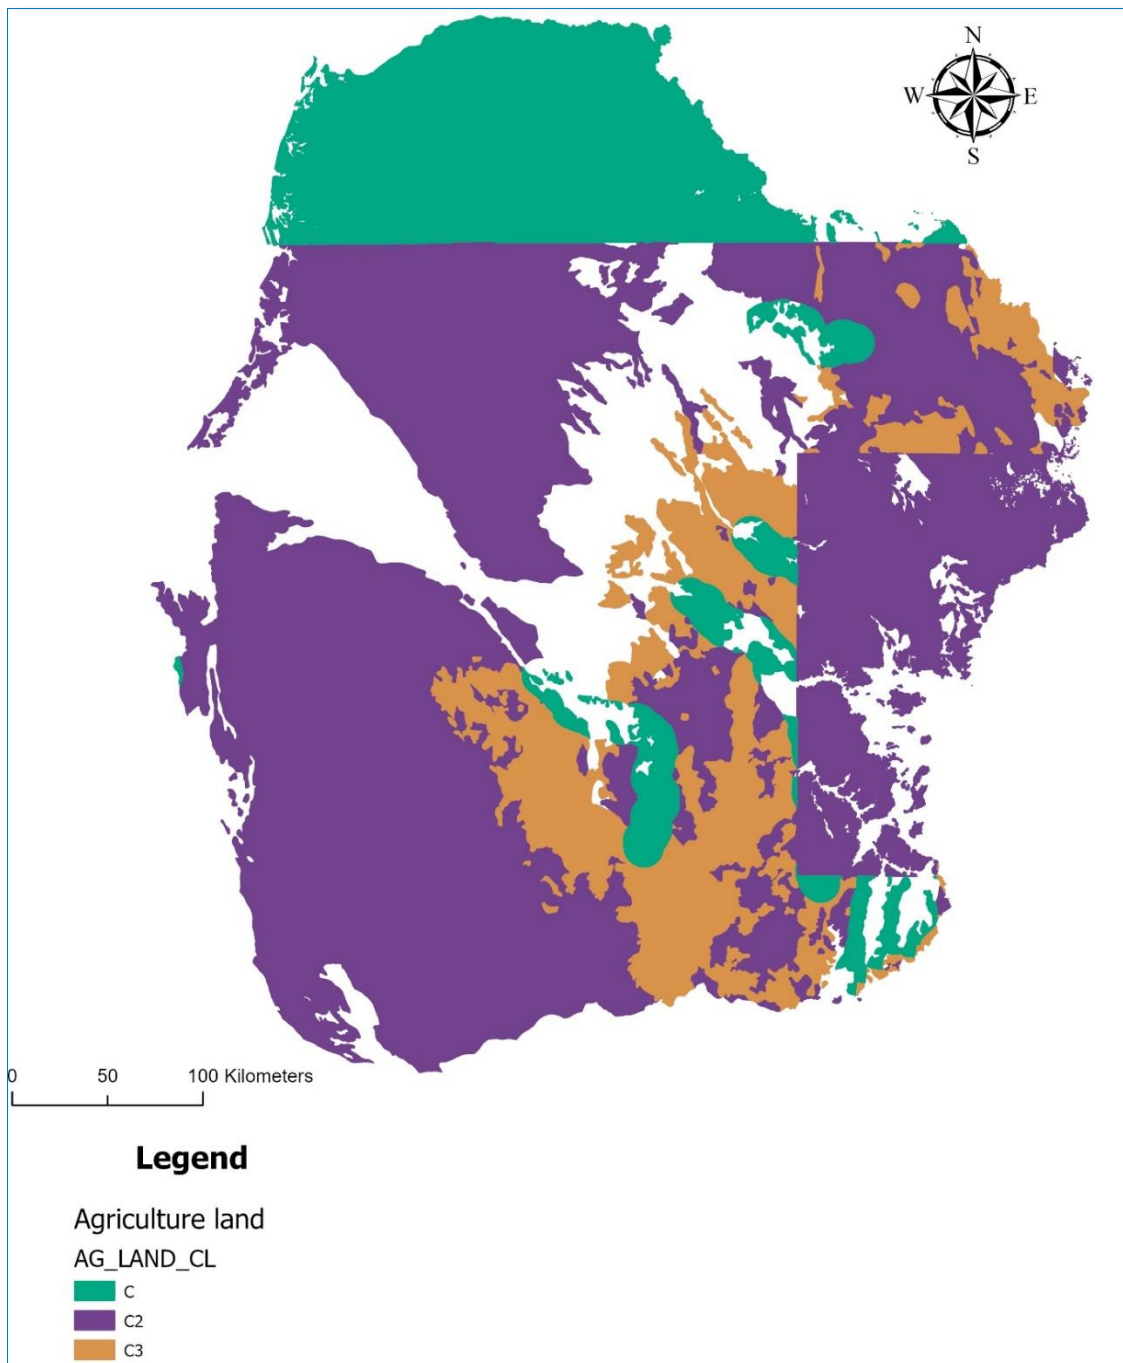 N
W E
S
0 50 100 Kilometers
Legend
Agriculture land
AG_LAND_CL
C
C2
C3